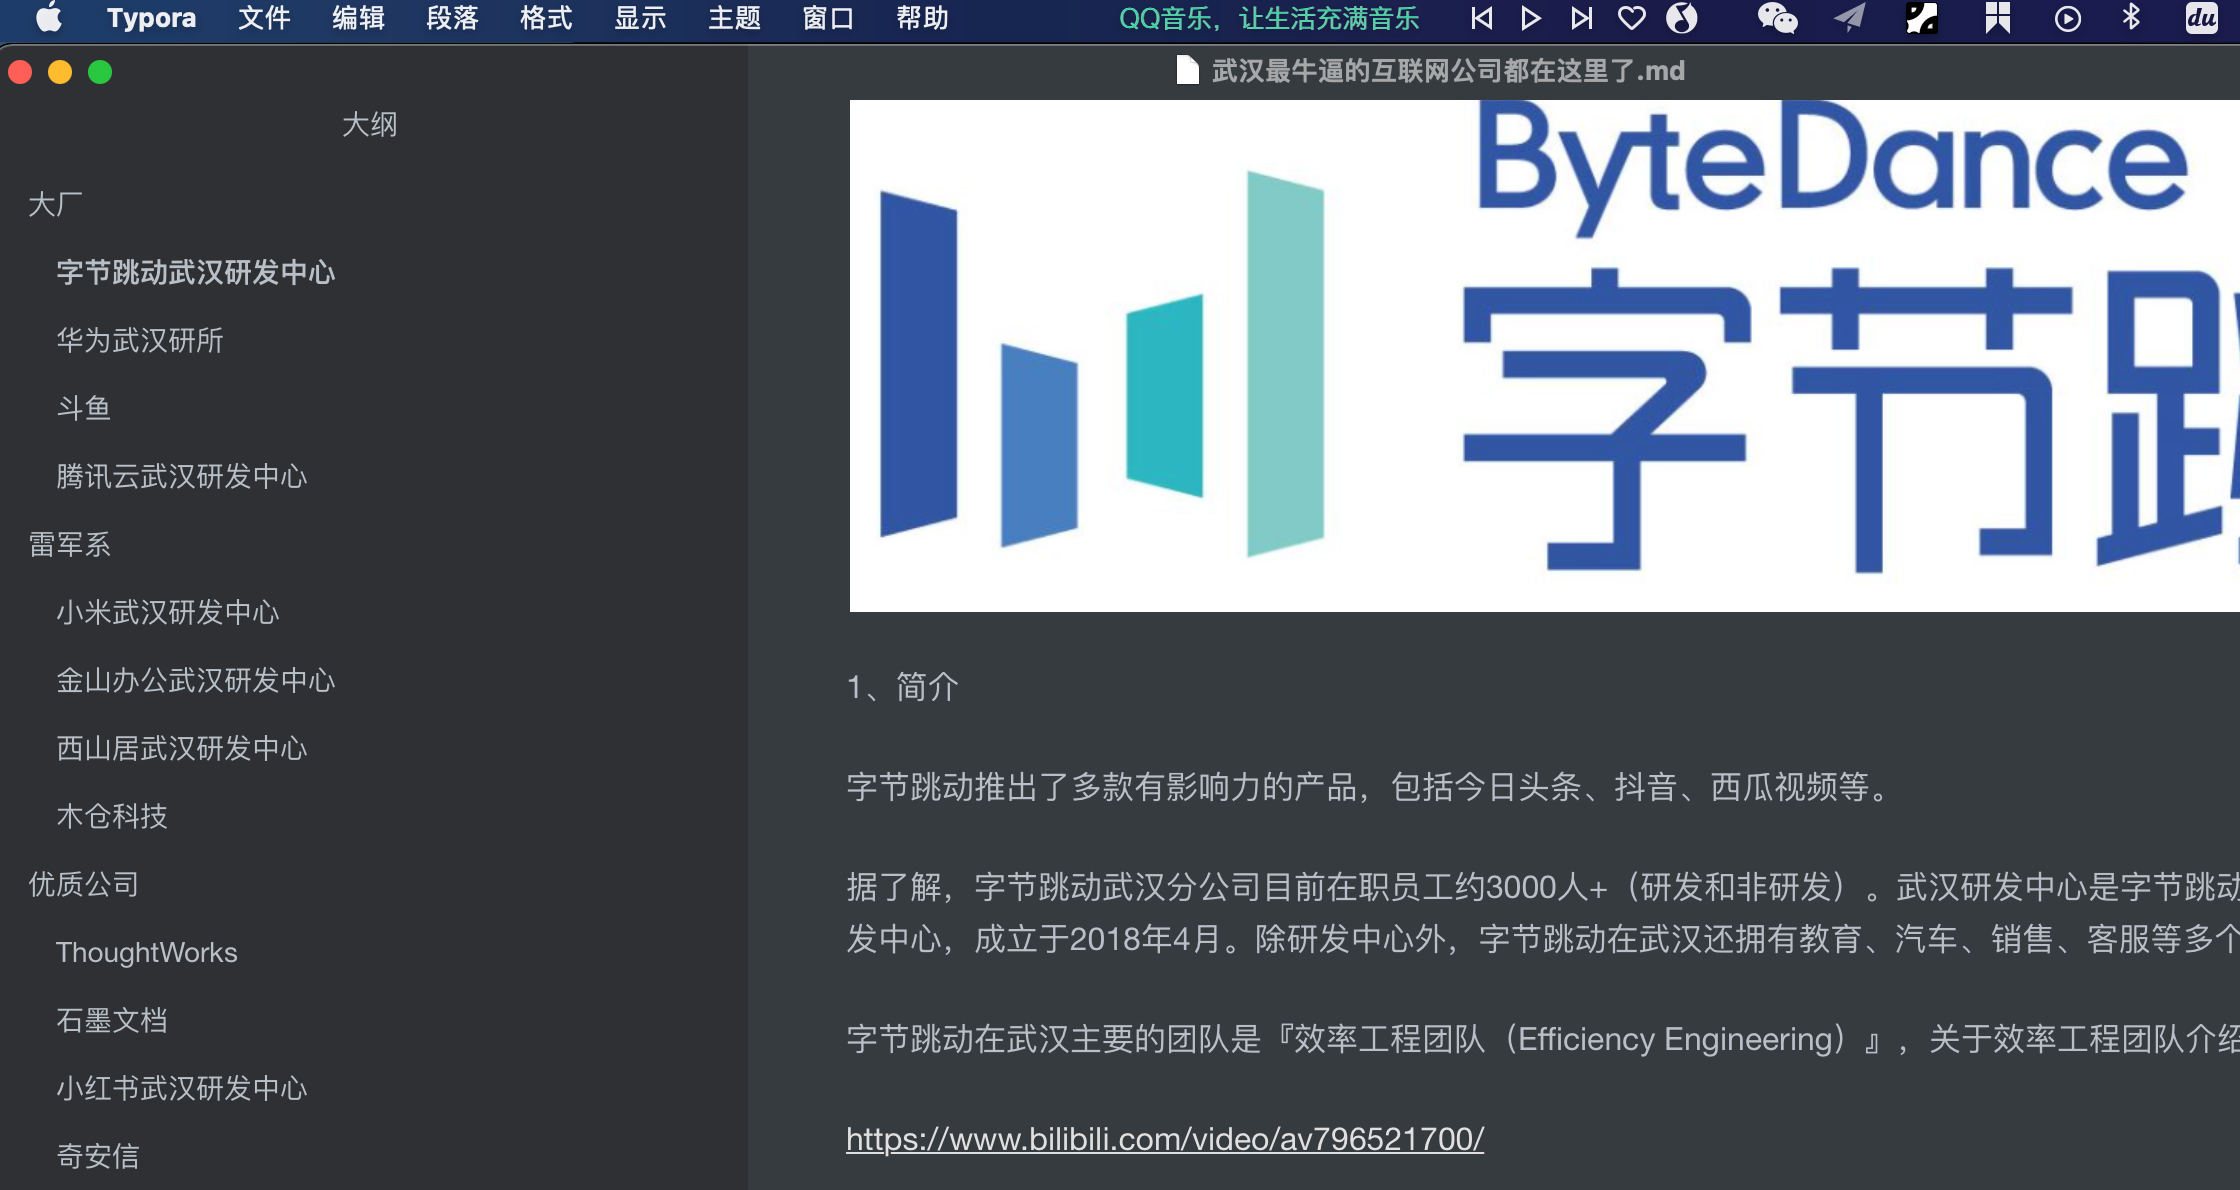 Typora 文件 编辑 段落 格式 显示 主题 窗口 帮助 QQ音乐，让生活充满音乐 du
武汉最牛逼的互联网公司都在这里了.md
大纲
大厂
字节跳动武汉研发中心
华为武汉研所
斗鱼
腾讯云武汉研发中心
雷军系
小米武汉研发中心
金山办公武汉研发中心
西山居武汉研发中心
木仓科技
优质公司
ThoughtWorks
石墨文档
小红书武汉研发中心
奇安信
ByteDance
字节跳
1、简介
字节跳动推出了多款有影响力的产品，包括今日头条、抖音、西瓜视频等。
据了解，字节跳动武汉分公司目前在职员工约3000人+（研发和非研发）。武汉研发中心是字节跳动
发中心，成立于2018年4月。除研发中心外，字节跳动在武汉还拥有教育、汽车、销售、客服等多个
字节跳动在武汉主要的团队是『效率工程团队（Efficiency Engineering）』，关于效率工程团队介绍
https://www.bilibili.com/video/av796521700/